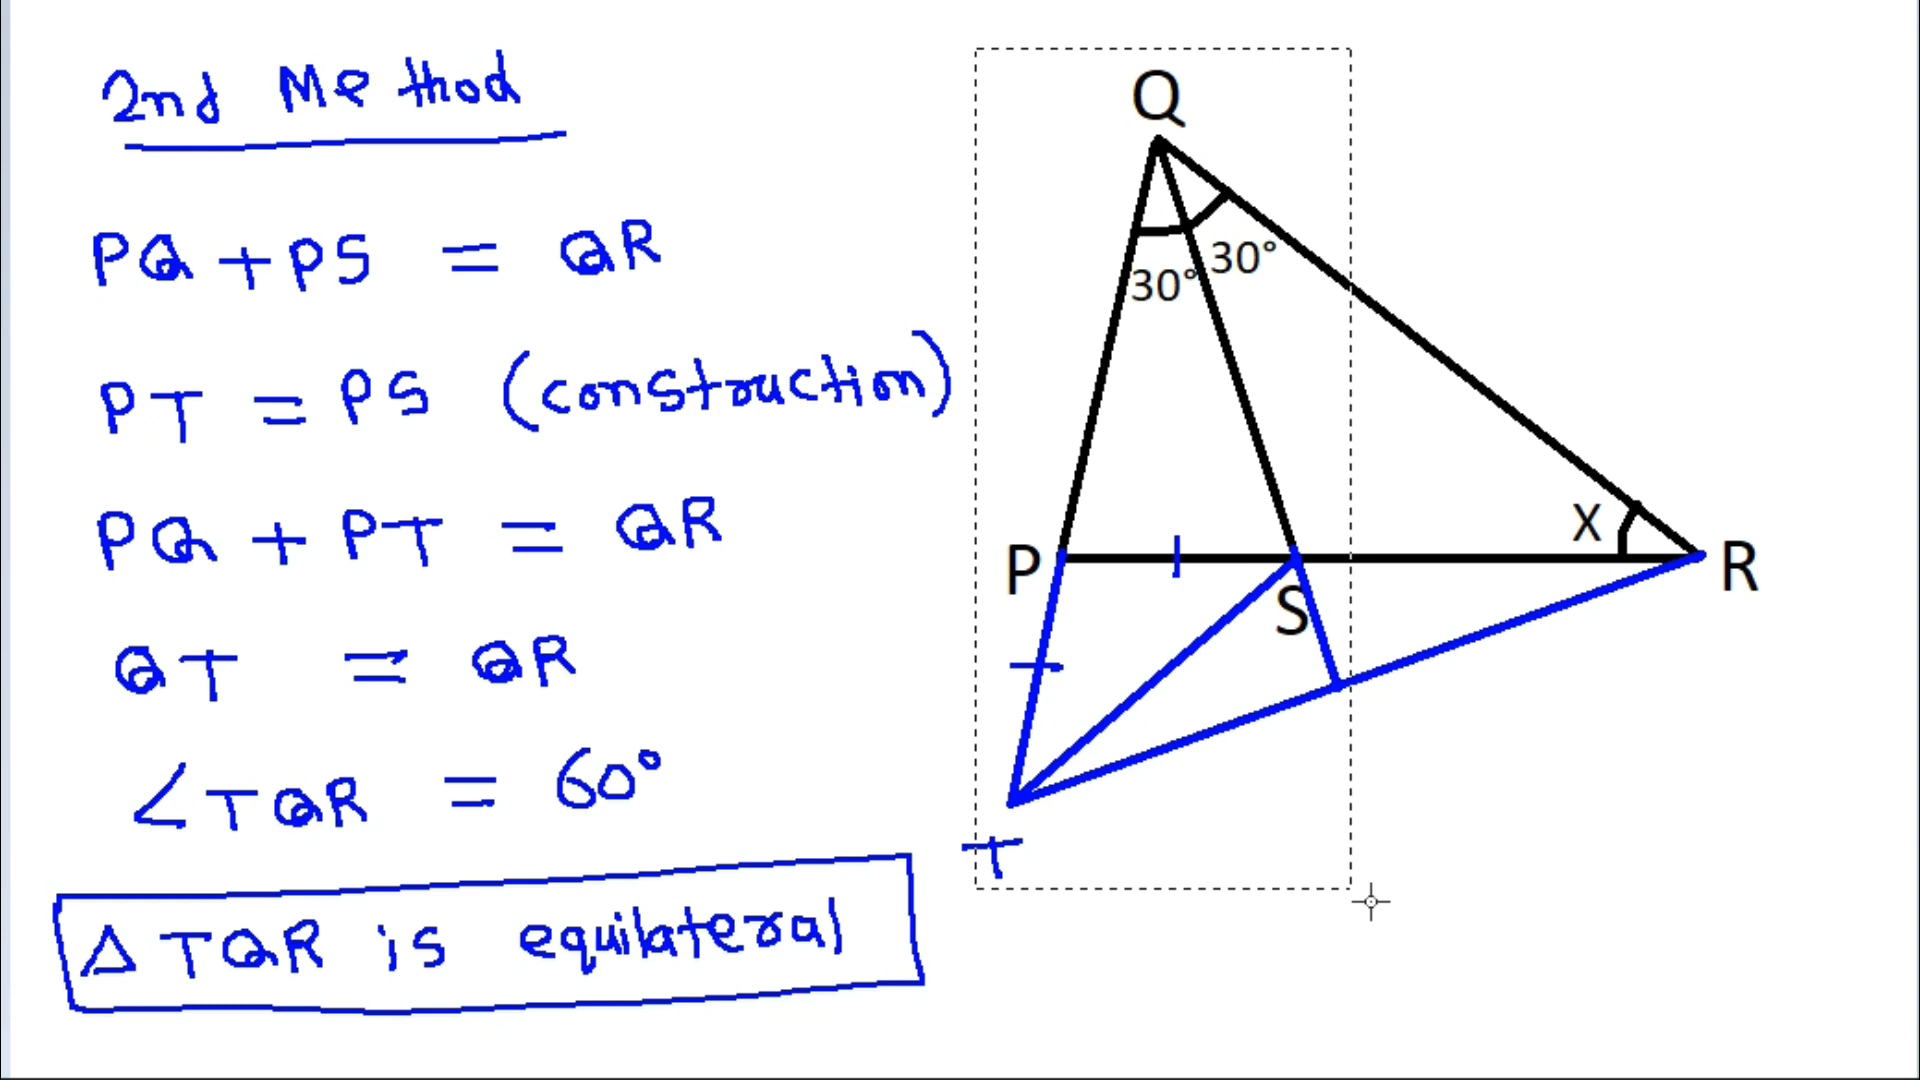 2nd Method
PQ + PS = QR
PT = PS (construction)
PQ + PT = QR
QT = QR
∠TQR = 60°
Δ TQR is equilateral
Q
30°
30°
X
P
R
S
T